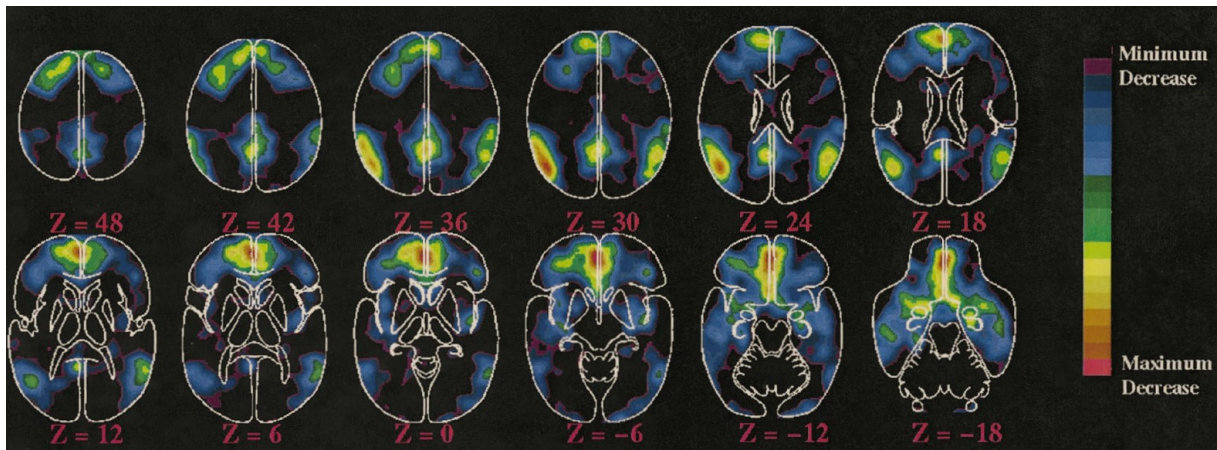 Minimum
Decrease
Z = 48
Z = 42
Z = 36
Z = 30
Z = 24
Z = 18
Z = 12
Z = 6
Z = 0
Z = -6
Z = -12
Z = -18
Maximum
Decrease